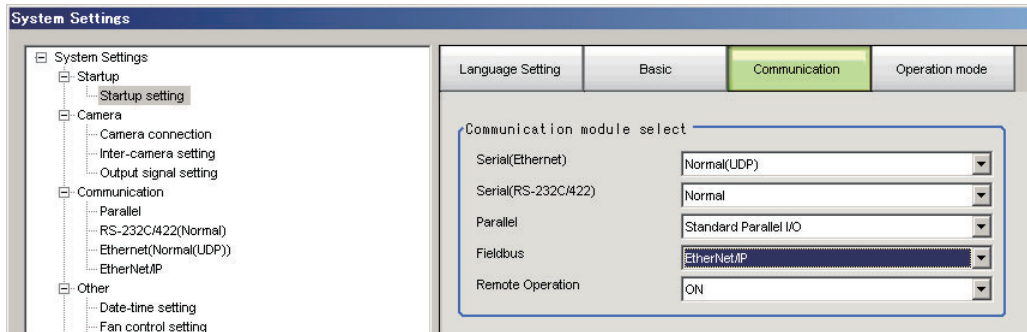 System Settings
System Settings
Startup
Startup setting
Camera
Camera connection
Inter-camera setting
Output signal setting
Communication
Parallel
RS-232C/422(Normal)
Ethernet(Normal(UDP))
EtherNet/IP
Other
Date-time setting
Fan control setting
Language Setting Basic Communication Operation mode
Communication module select
Serial(Ethernet) Normal(UDP)
Serial(RS-232C/422) Normal
Parallel Standard Parallel I/O
Fieldbus EtherNet/IP
Remote Operation ON